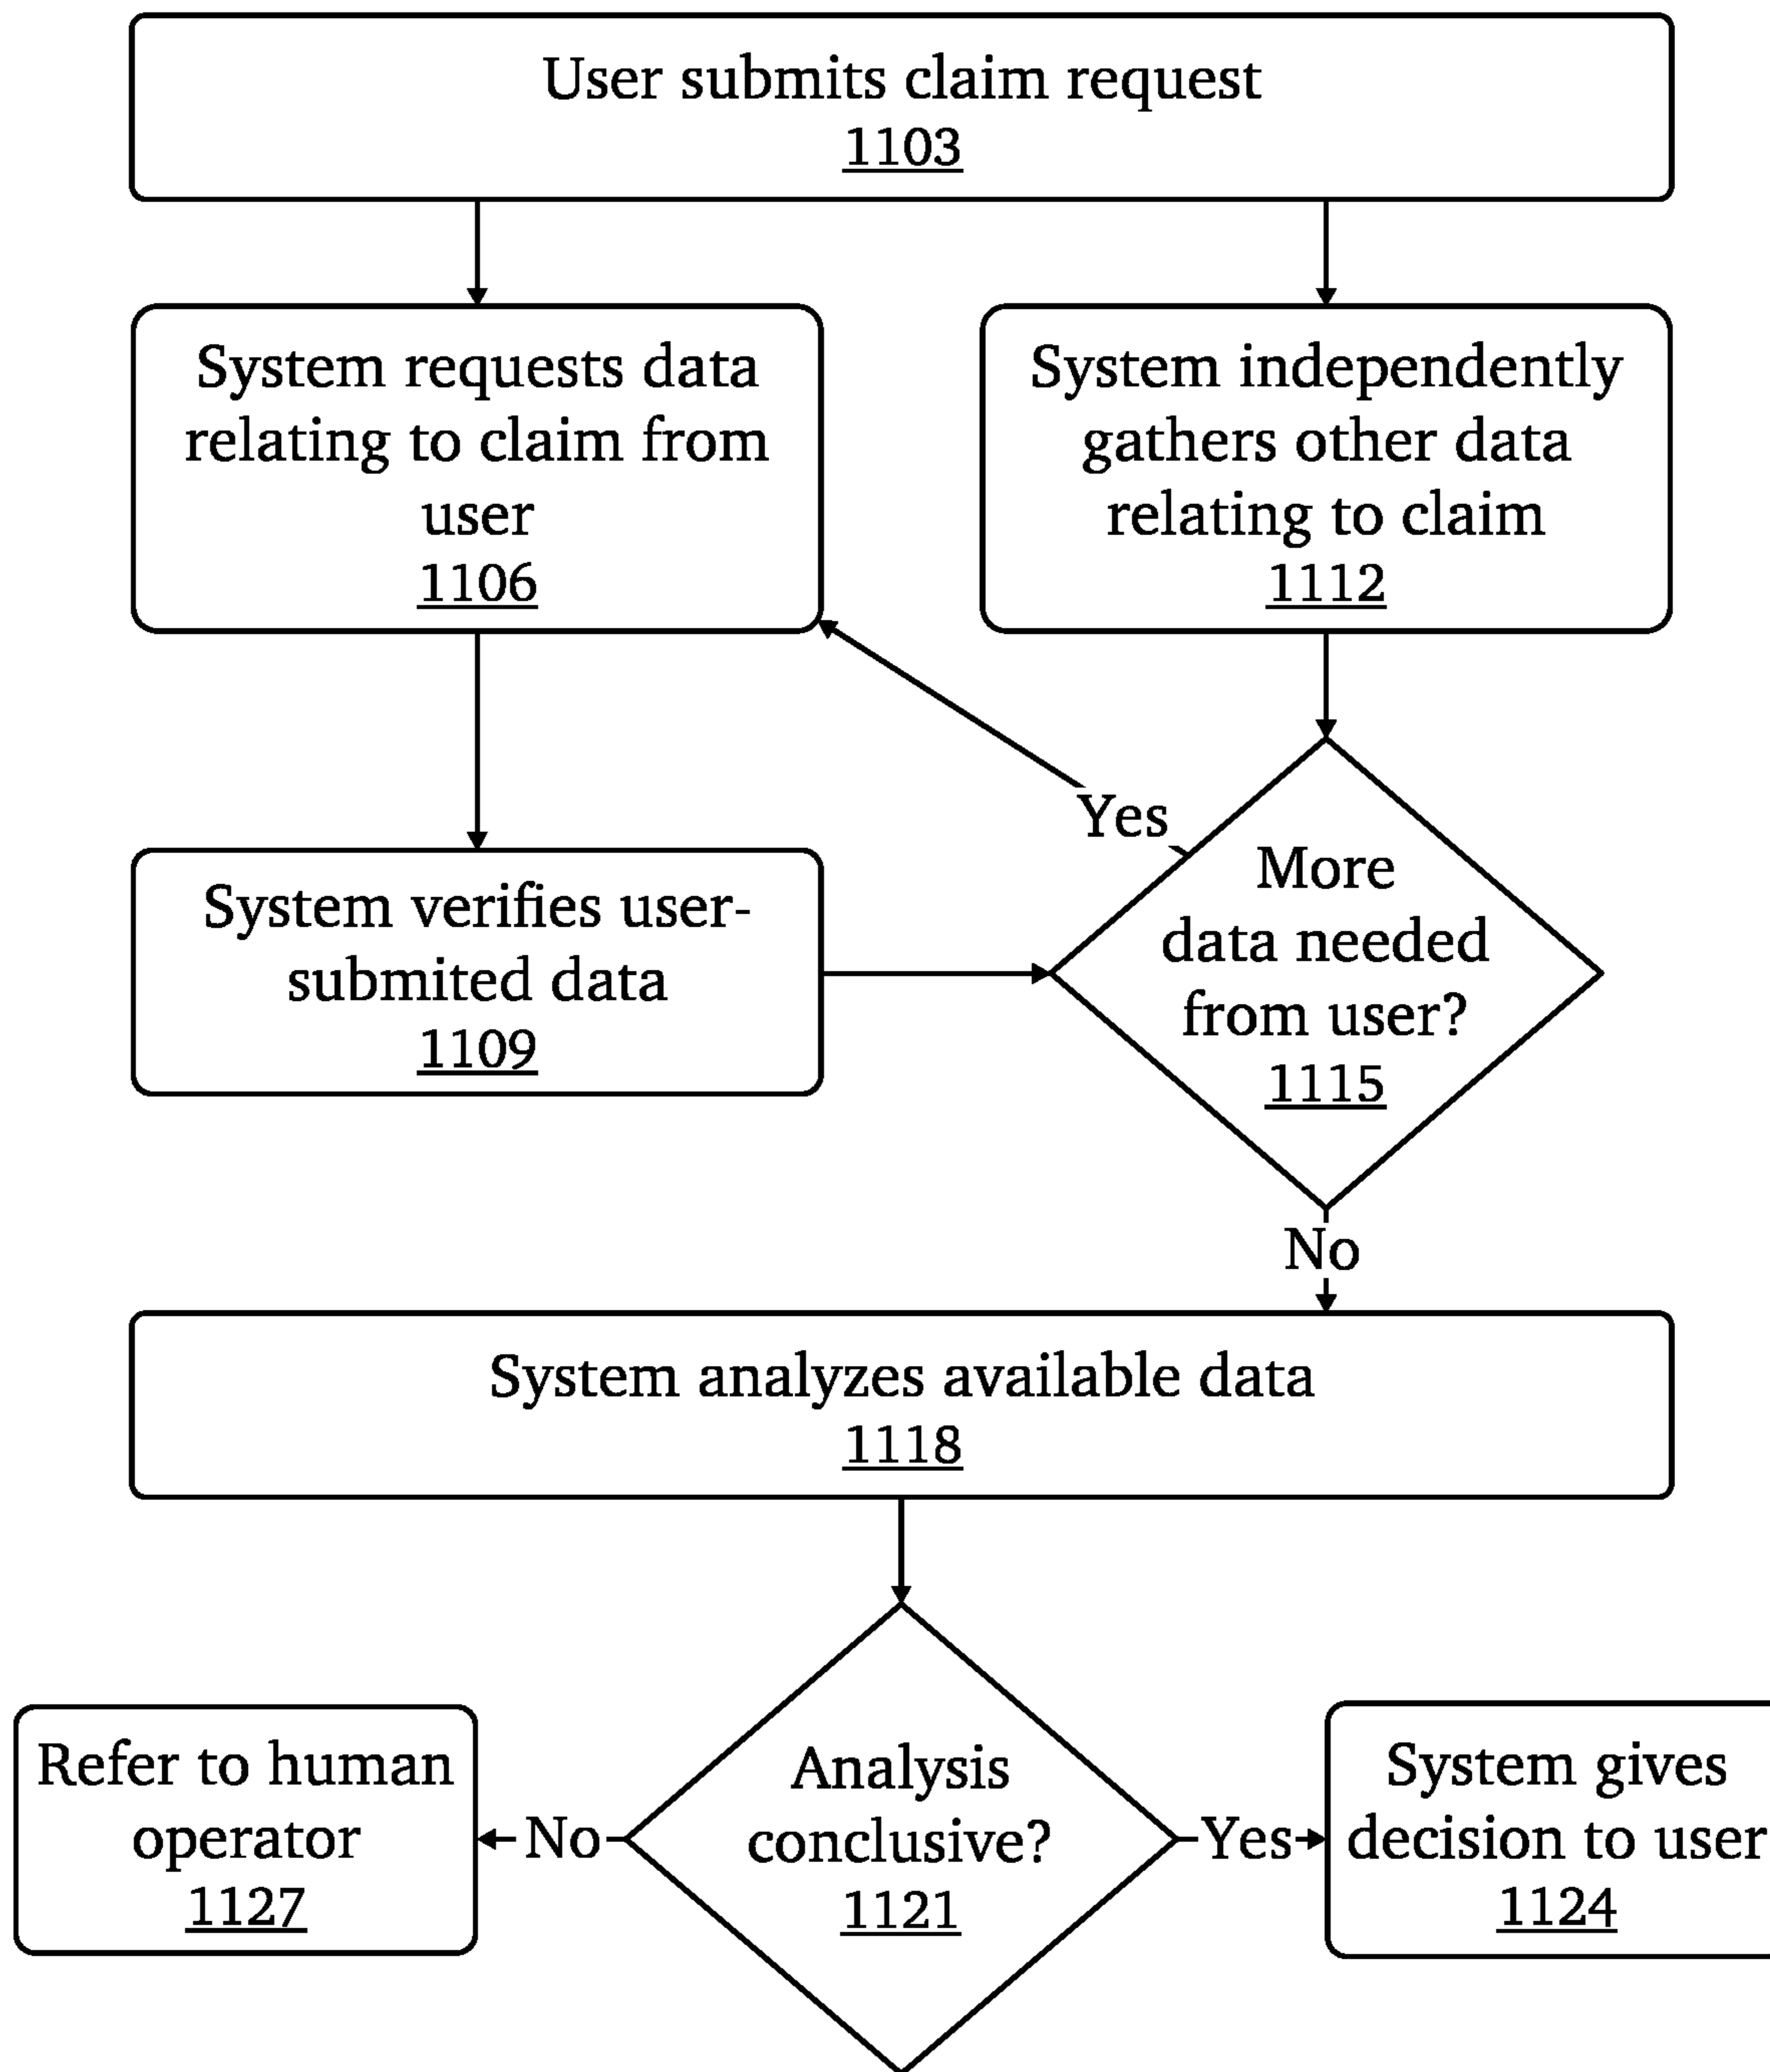 User submits claim request
1103
System requests data
relating to claim from
user
1106
System independently
gathers other data
relating to claim
1112
Yes
More
data needed
from user?
1115
System verifies user-
submited data
1109
No
System analyzes available data
1118
Refer to human
operator
1127
No
Analysis
conclusive?
1121
Yes
System gives
decision to user
1124